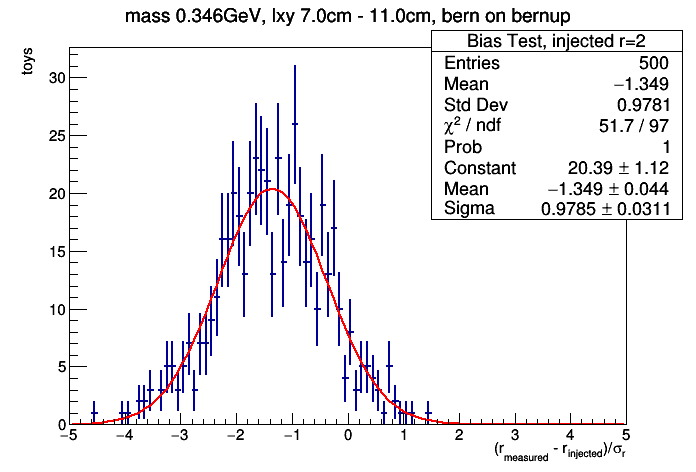 mass 0.346GeV, lxy 7.0cm - 11.0cm, bern on bernup
Bias Test, injected r=2
Entries 500
Mean −1.349
Std Dev 0.9781
χ² / ndf 51.7 / 97
Prob 1
Constant 20.39 ± 1.12
Mean −1.349 ± 0.044
Sigma 0.9785 ± 0.0311
toys
30
25
20
15
10
5
0
−5 −4 −3 −2 −1 0 1 2 3 4 5
(r_measured - r_injected)/σ_r